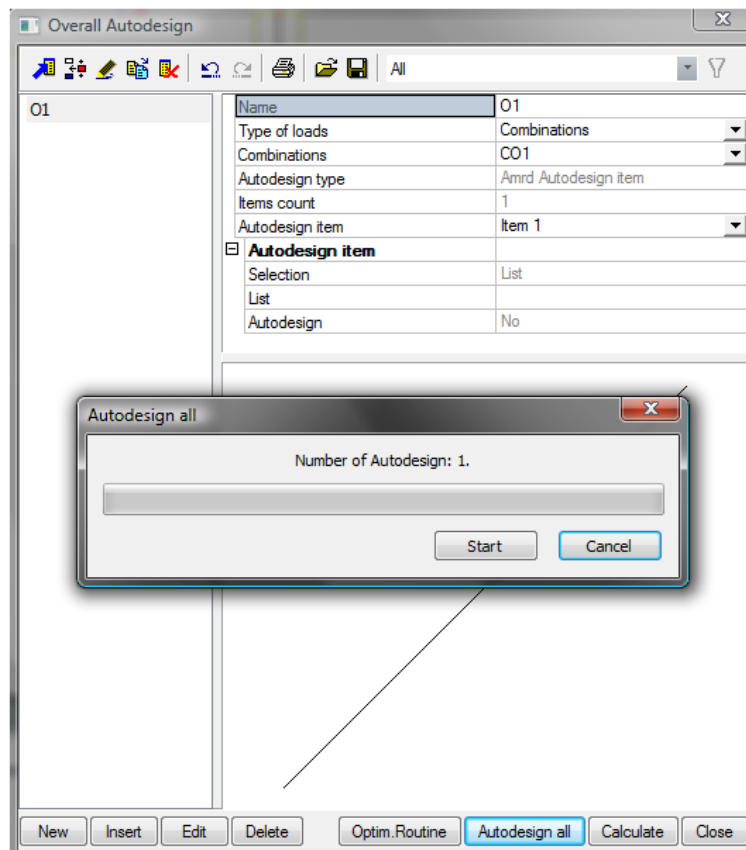 Overall Autodesign
All
O1
Name O1
Type of loads Combinations
Combinations CO1
Autodesign type Amrd Autodesign item
Items count 1
Autodesign item Item 1
Autodesign item
Selection List
List
Autodesign No
Autodesign all
Number of Autodesign: 1.
Start Cancel
New Insert Edit Delete Optim.Routine Autodesign all Calculate Close